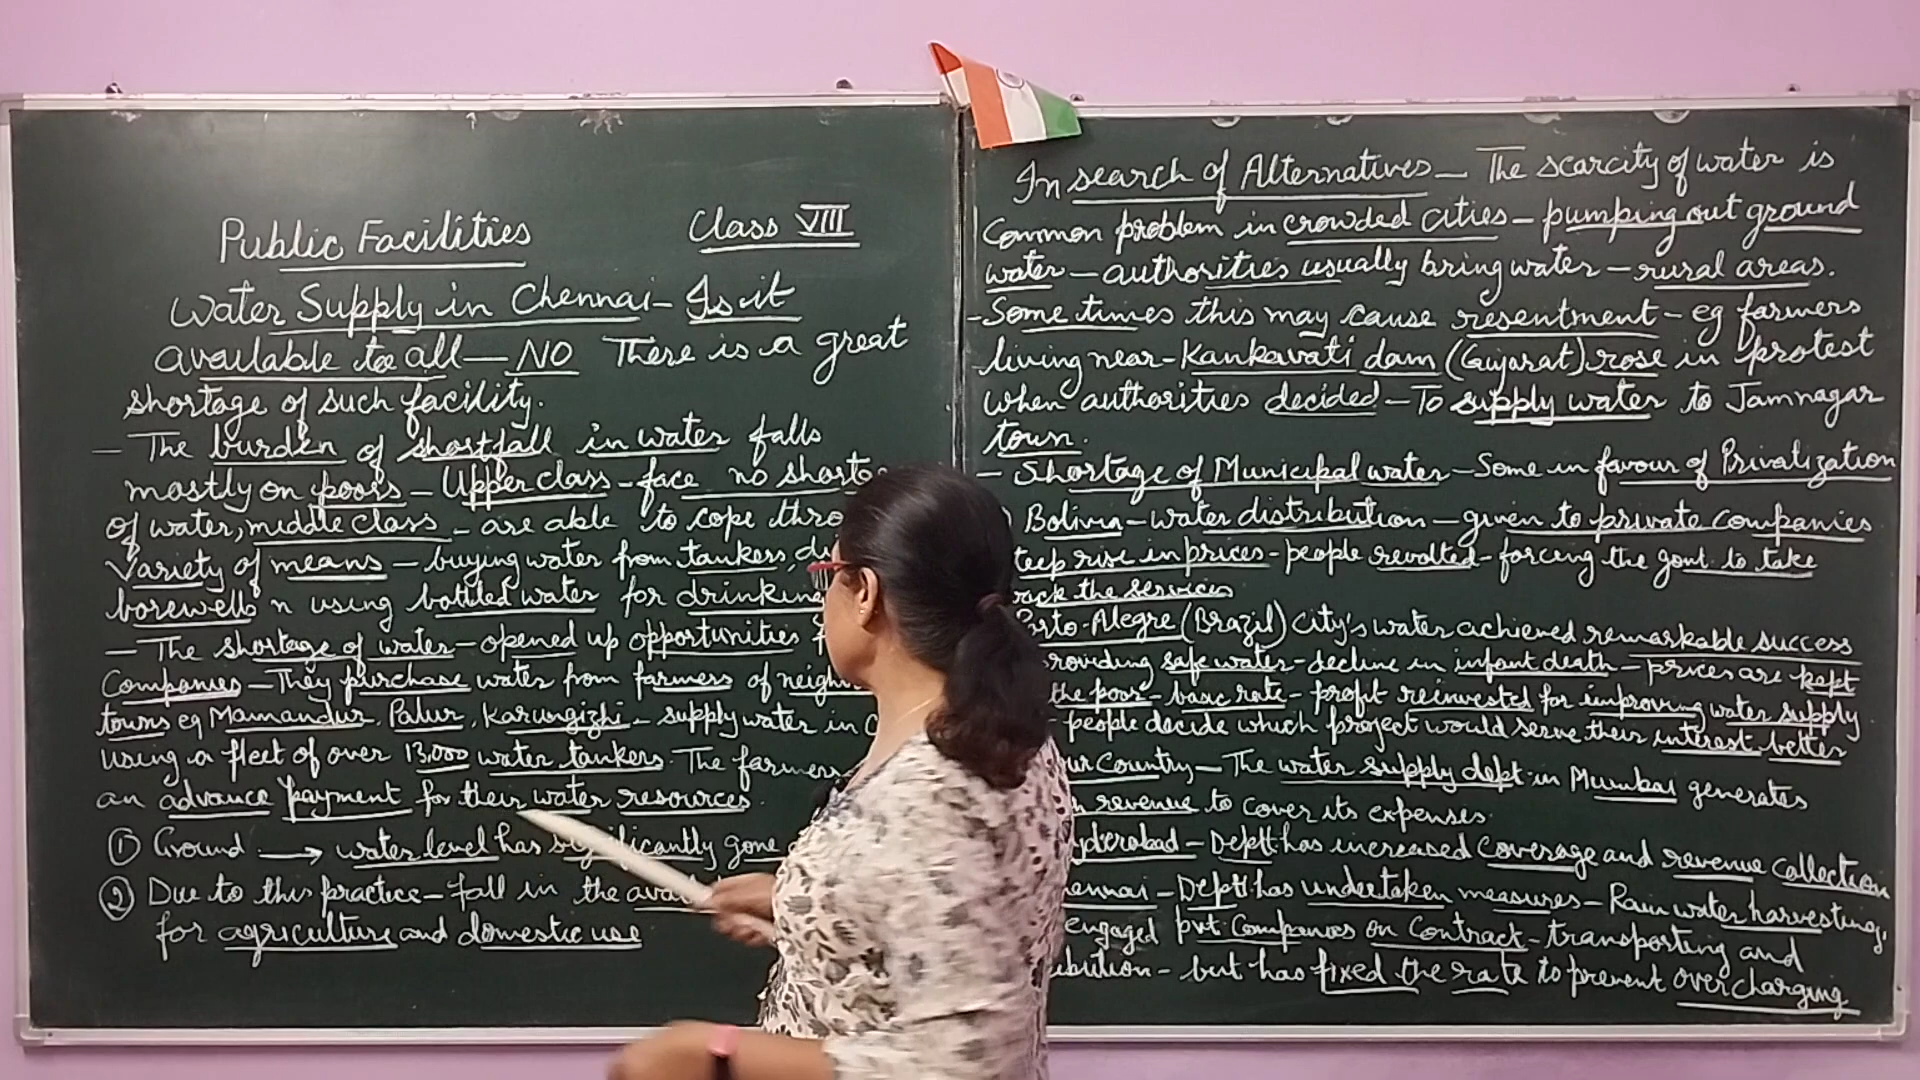 Public Facilities Class VIII
Water Supply in Chennai - Is it
available to all - NO There is a great
shortage of such facility.
- The burden of shortfall in water falls
mostly on poors - Upper class - face no
of water, middle class - are able to cope
Variety of means - buying water from tankers,
borewells n using bottled water for
- The shortage of water - opened up opportunities
Companies - They purchase water from farmers of
towns eg Mamandur, Palur, Karungizhi - supply water in
using a fleet of over 13,000 water tankers. The farmers
an advance payment for their water resources.
① Ground → water level has significantly gone
② Due to this practice - fall in the
for agriculture and domestic use
In search of Alternatives - The scarcity of water is
Common problem in crowded cities - pumping out ground
water - authorities usually bring water - rural areas.
- Some times this may cause resentment - eg farmers
living near - Kankavati dam (Gujarat) rose in protest
when authorities decided - To supply water to Jamnagar
town.
- Shortage of Municipal water - Some in favour of Privatization
Bolivia - water distribution - given to private companies
rise in prices - people revolted - forcing the govt. to take
the services
Alegre (Brazil) city's water achieved remarkable success
safe water - decline in infant death - prices are kept
the poor - basic rate - profit reinvested for improving water supply
- people decide which project would serve their interest better
Country - The water supply dept. in Mumbai generates
revenue to cover its expenses.
- Deptt has increased coverage and revenue collection
- Deptt has undertaken measures - Rain water harvesting,
engaged pvt Companies on Contract - transporting and
- but has fixed the rate to prevent over charging